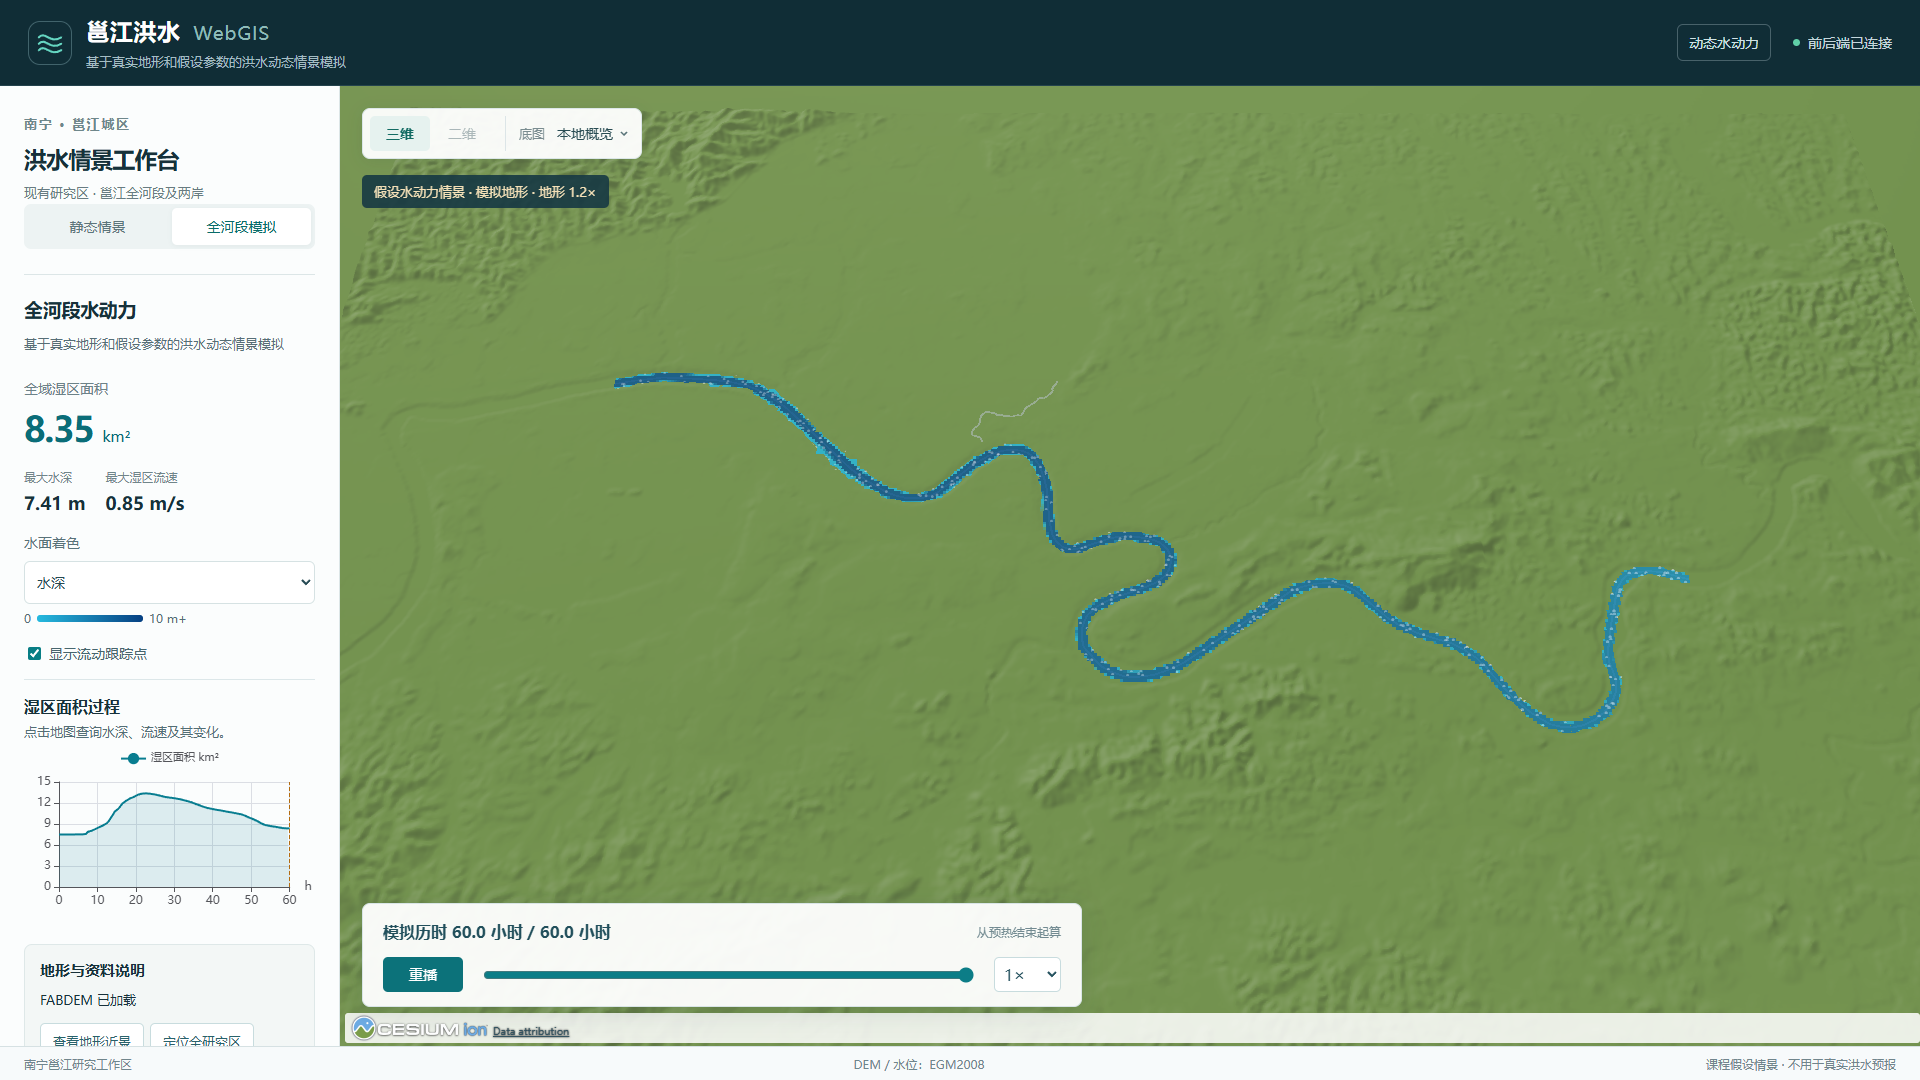 邕江洪水 WebGIS
基于真实地形和假设参数的洪水动态情景模拟
动态水动力
前后端已连接
南宁 • 邕江城区
洪水情景工作台
现有研究区 · 邕江全河段及两岸
静态情景
全河段模拟
全河段水动力
基于真实地形和假设参数的洪水动态情景模拟
全域湿区面积
8.35 km²
最大水深 最大湿区流速
7.41 m 0.85 m/s
水面着色
水深
0 10 m+
显示流动跟踪点
湿区面积过程
点击地图查询水深、流速及其变化。
湿区面积 km²
15
12
9
6
3
0
0 10 20 30 40 50 60 h
地形与资料说明
FABDEM 已加载
查看地形近景 定位全研究区
三维 二维 底图 本地概览
假设水动力情景 · 模拟地形 · 地形 1.2×
模拟历时 60.0 小时 / 60.0 小时
从预热结束起算
重播
1×
CESIUM ion Data attribution
南宁邕江研究工作区
DEM / 水位：EGM2008
课程假设情景 · 不用于真实洪水预报